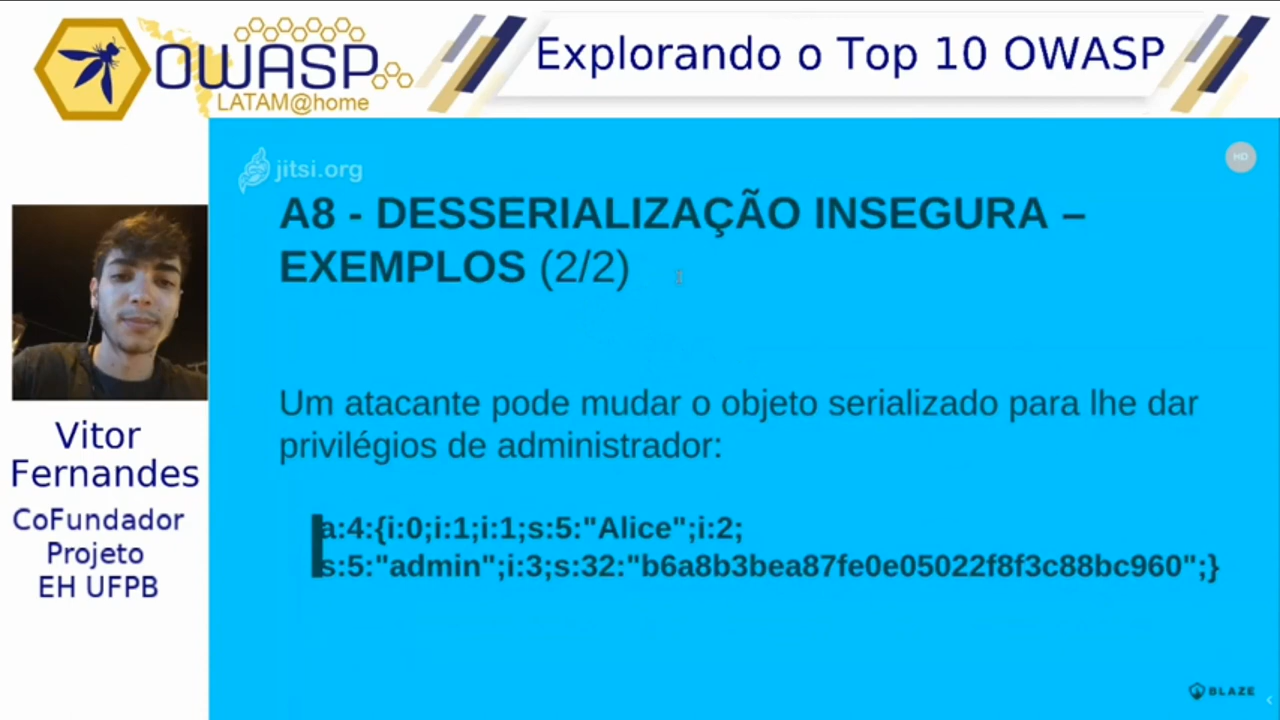 OWASP
LATAM@home
Explorando o Top 10 OWASP
jitsi.org
HD
A8 - DESSERIALIZAÇÃO INSEGURA –
EXEMPLOS (2/2)
Um atacante pode mudar o objeto serializado para lhe dar
privilégios de administrador:
a:4:{i:0;i:1;i:1;s:5:"Alice";i:2;
s:5:"admin";i:3;s:32:"b6a8b3bea87fe0e05022f8f3c88bc960";}
Vitor
Fernandes
CoFundador
Projeto
EH UFPB
BLAZE